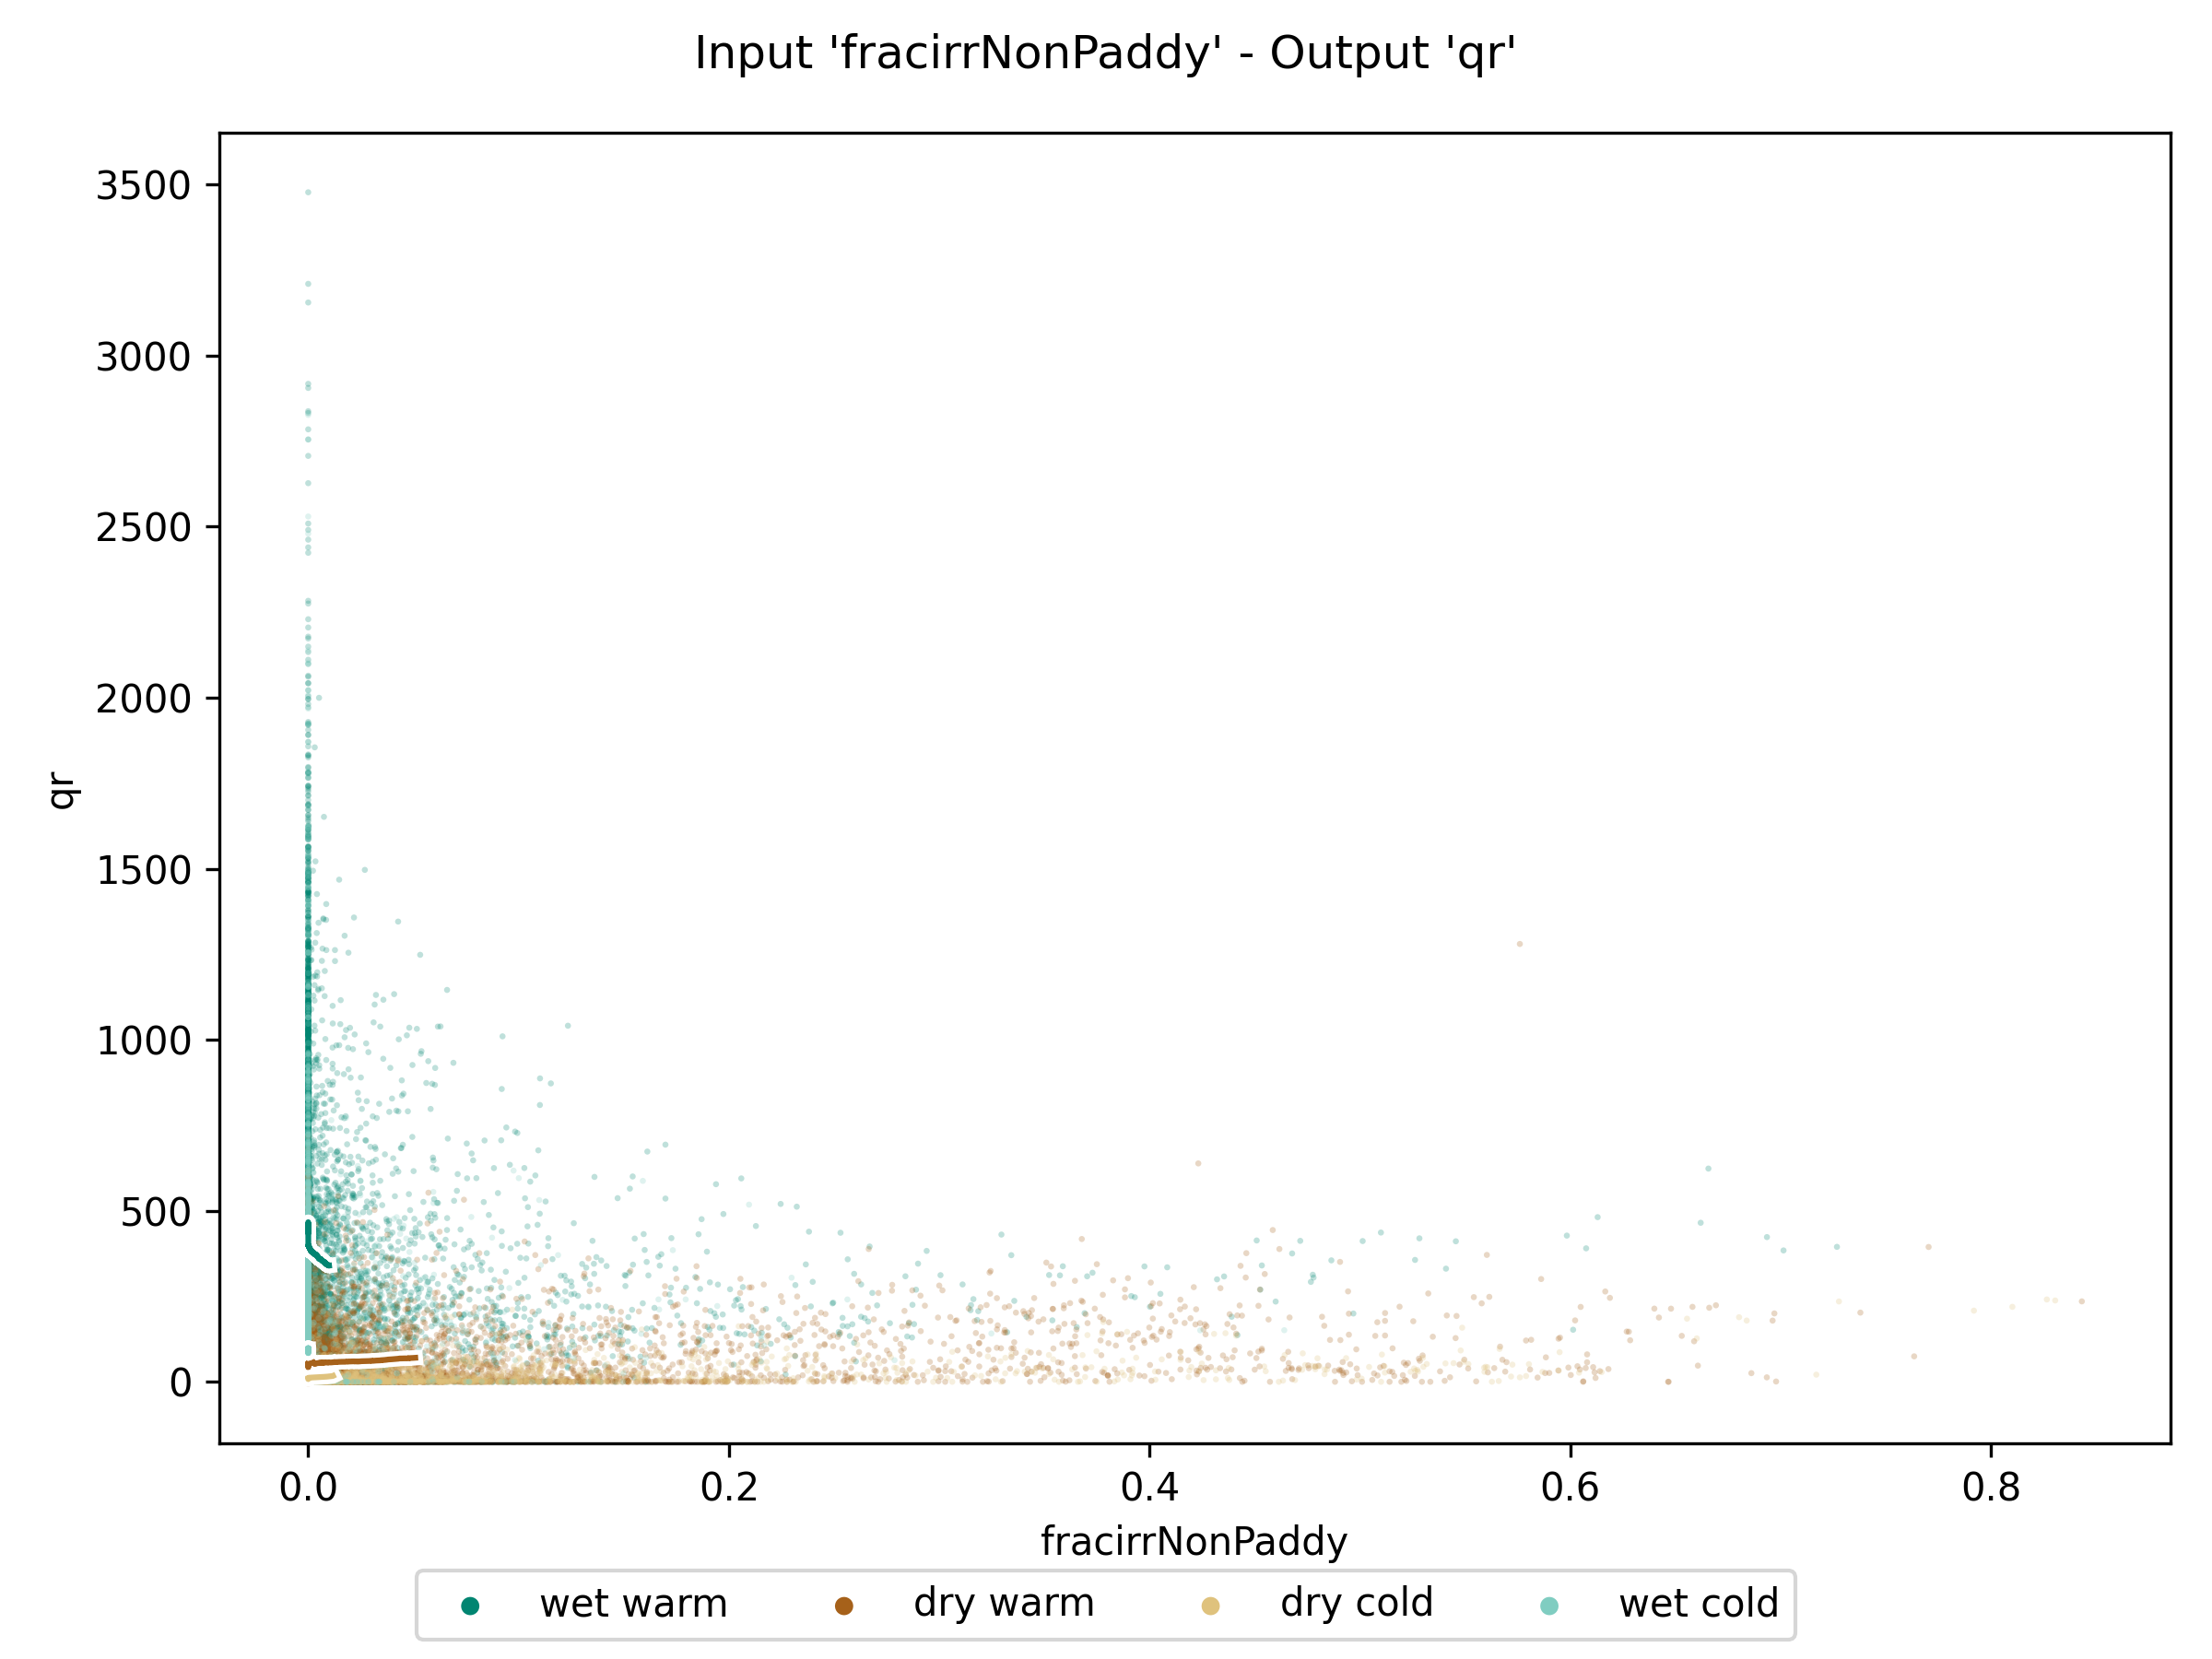 Input 'fracirrNonPaddy' - Output 'qr'
3500
3000
2500
2000
1500
1000
500
0
qr
0.0 0.2 0.4 0.6 0.8
fracirrNonPaddy
wet warm dry warm dry cold wet cold